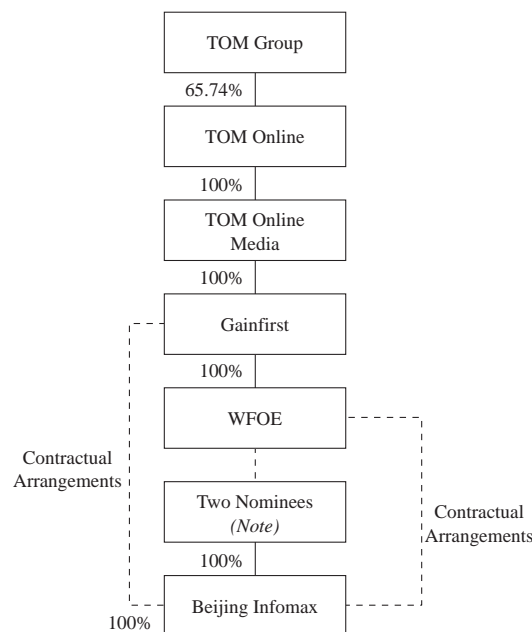 TOM Group
65.74%
TOM Online
100%
TOM Online
Media
100%
Gainfirst
100%
WFOE
Contractual
Arrangements
Two Nominees
(Note)
Contractual
Arrangements
100%
Beijing Infomax
100%